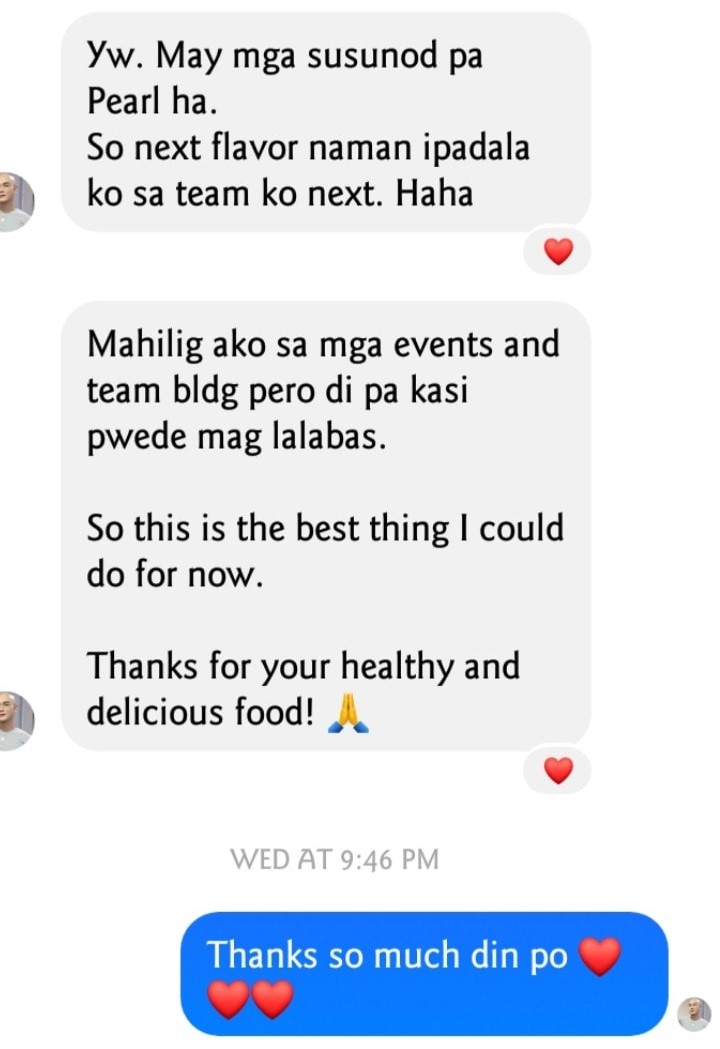 Yw. May mga susunod pa
Pearl ha.
So next flavor naman ipadala
ko sa team ko next. Haha
Mahilig ako sa mga events and
team bldg pero di pa kasi
pwede mag lalabas.
So this is the best thing I could
do for now.
Thanks for your healthy and
delicious food! 🙏
WED AT 9:46 PM
Thanks so much din po ❤️
❤️❤️